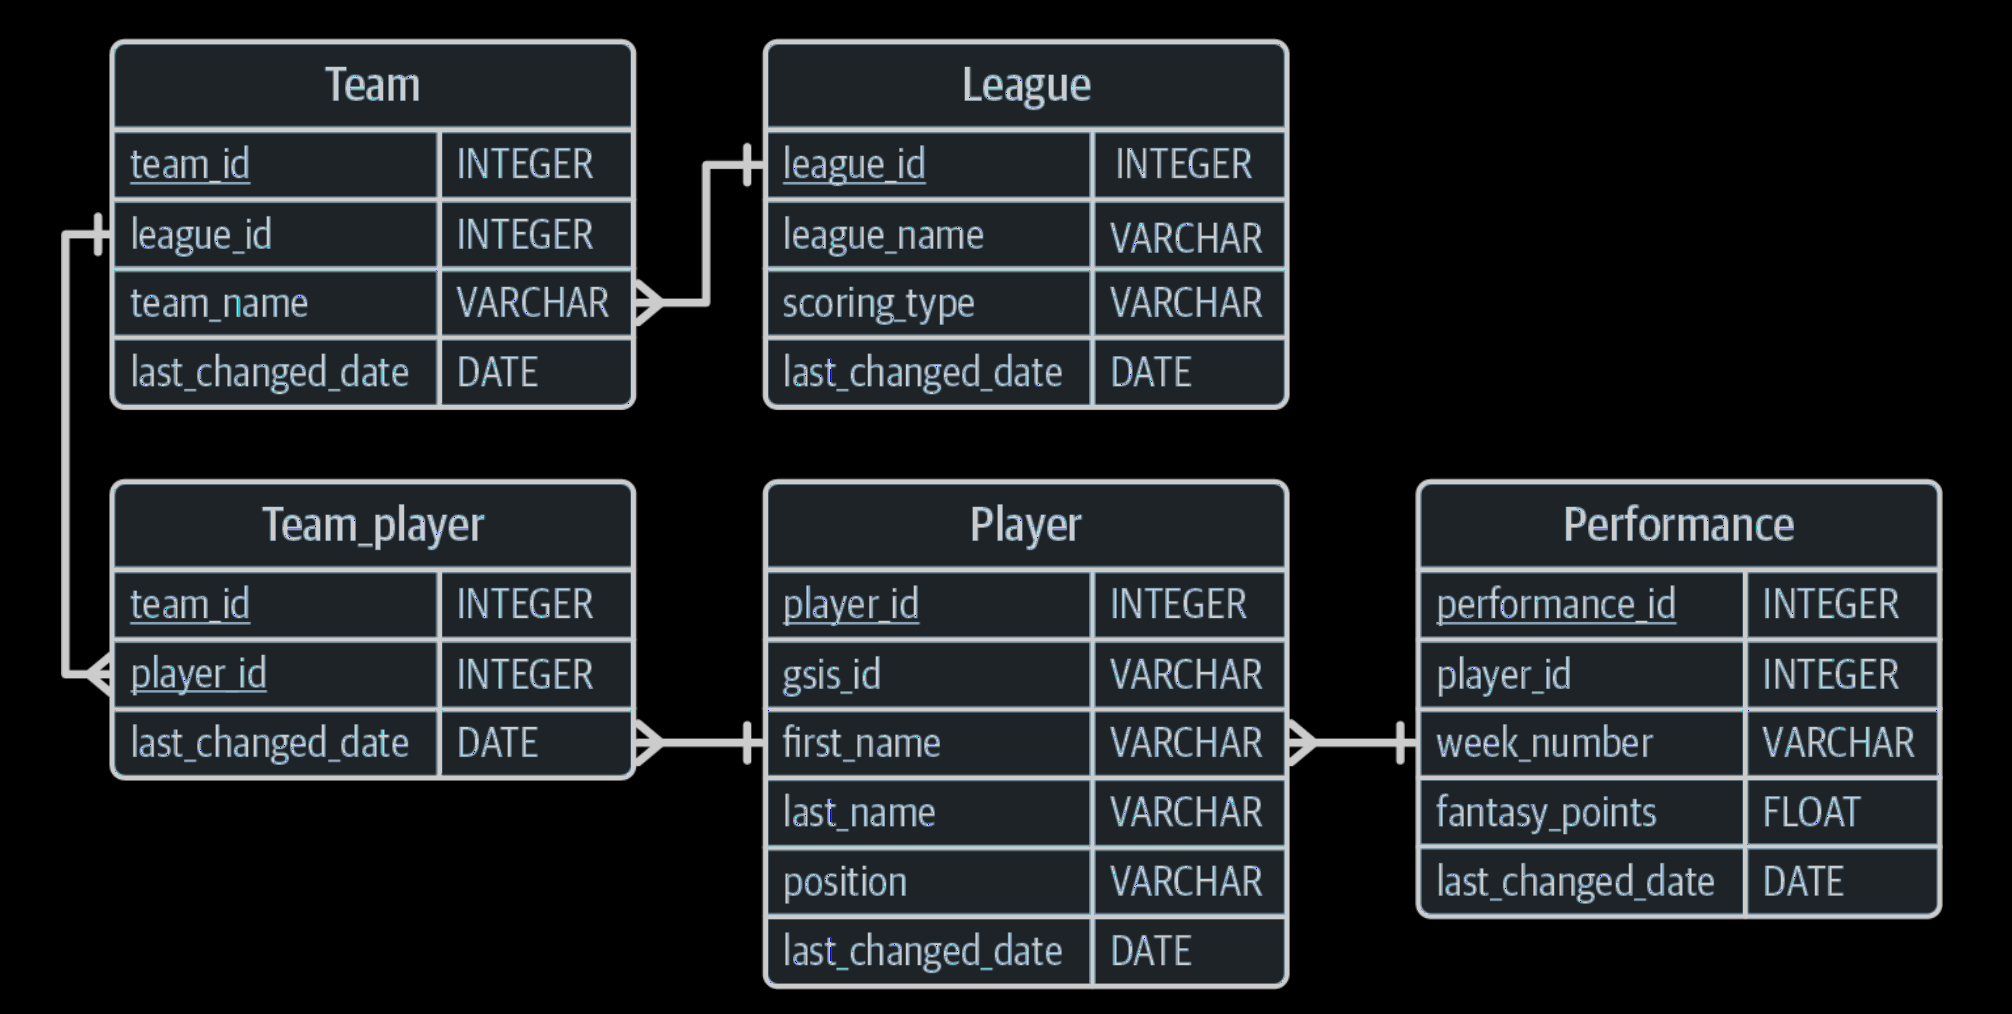 Team
team_id INTEGER
league_id INTEGER
team_name VARCHAR
last_changed_date DATE
League
league_id INTEGER
league_name VARCHAR
scoring_type VARCHAR
last_changed_date DATE
Team_player
team_id INTEGER
player_id INTEGER
last_changed_date DATE
Player
player_id INTEGER
gsis_id VARCHAR
first_name VARCHAR
last_name VARCHAR
position VARCHAR
last_changed_date DATE
Performance
performance_id INTEGER
player_id INTEGER
week_number VARCHAR
fantasy_points FLOAT
last_changed_date DATE